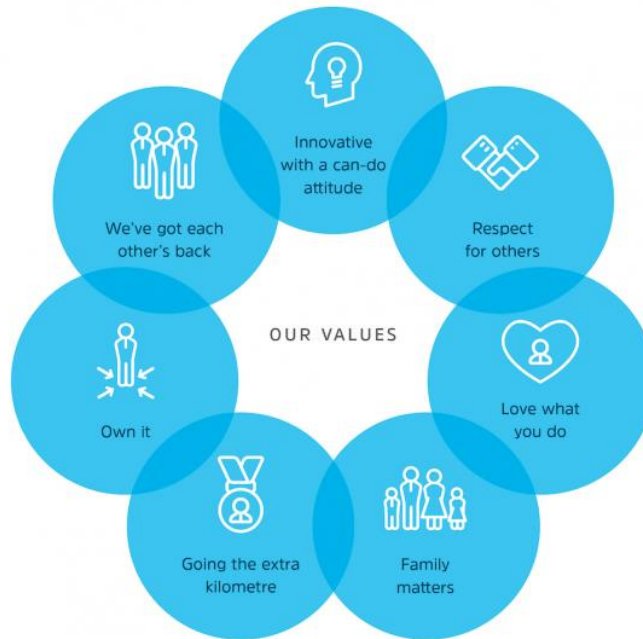 Innovative
with a can-do
attitude
Respect
for others
Love what
you do
Family
matters
Going the extra
kilometre
Own it
We've got each
other's back
OUR VALUES